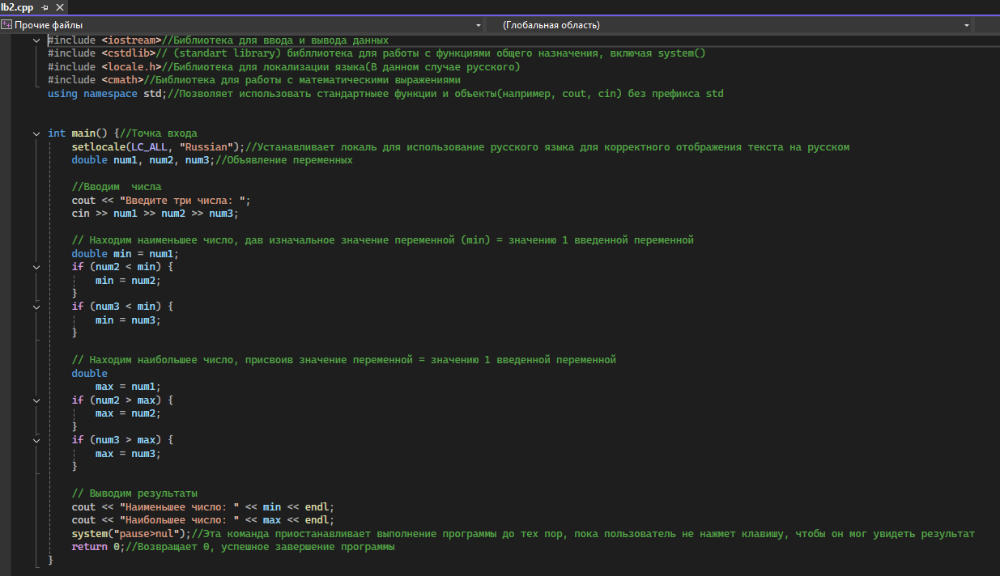 lb2.cpp
Прочие файлы (Глобальная область)
#include <iostream>//Библиотека для ввода и вывода данных
#include <cstdlib>// (standart library) библлиотека для работы с функциями общего назначения, включая system()
#include <locale.h>//Библиотека для локализации языка(В данном случае русского)
#include <cmath>//Библиотека для работы с математическими выражениями
using namespace std;//Позволяет использовать стандартныее функции и объекты(например, cout, cin) без префикса std
int main() {//Точка входа
setlocale(LC_ALL, "Russian");//Устанавливает локаль для использование русского языка для корректного отображения текста на русском
double num1, num2, num3;//Объявление переменных
//Вводим  числа
cout << "Введите три числа: ";
cin >> num1 >> num2 >> num3;
// Находим наименьшее число, дав изначальное значение переменной (min) = значению 1 введенной переменной
double min = num1;
if (num2 < min) {
min = num2;
}
if (num3 < min) {
min = num3;
}
// Находим наибольшее число, присвоив значение переменной = значению 1 введенной переменной
double
max = num1;
if (num2 > max) {
max = num2;
}
if (num3 > max) {
max = num3;
}
// Выводим результаты
cout << "Наименьшее число: " << min << endl;
cout << "Наибольшее число: " << max << endl;
system("pause>nul");//Эта команда приостанавливает выполнение программы до тех пор, пока пользователь не нажмет клавишу, чтобы он мог увидеть результат
return 0;//Возвращает 0, успешное завершение программы
}